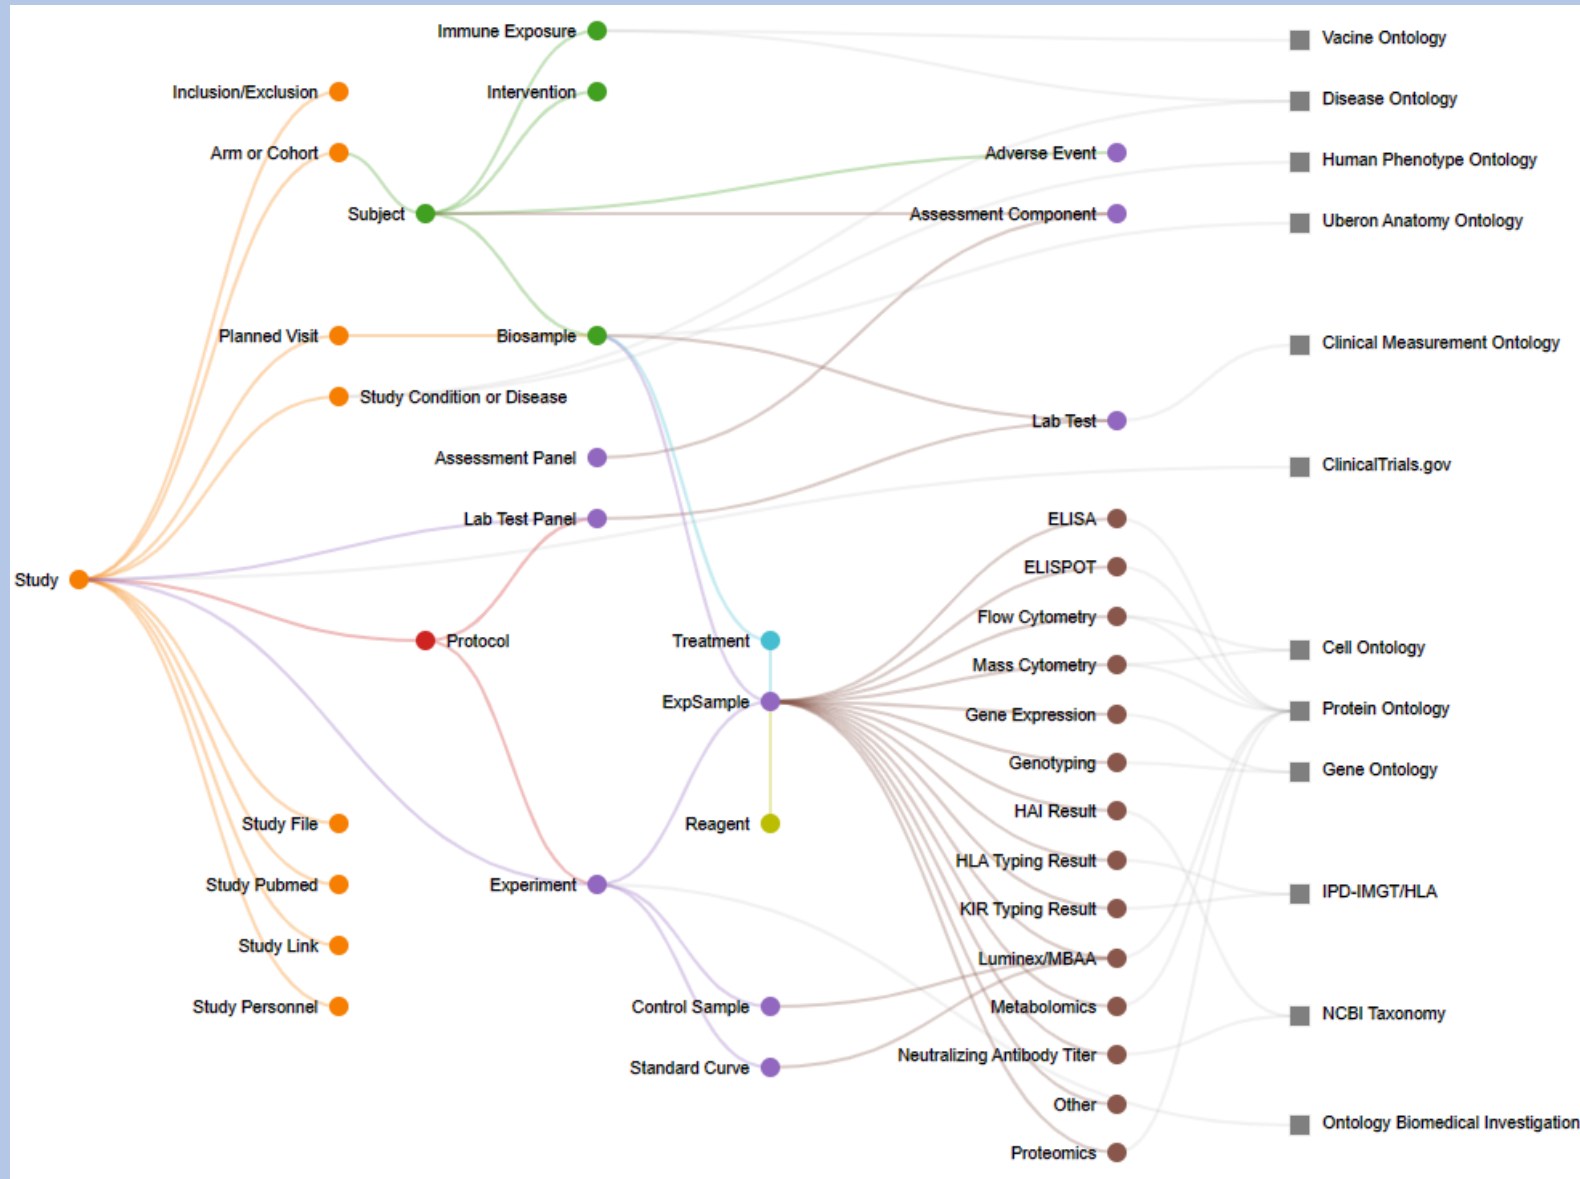 Immune Exposure
Vacine Ontology
Inclusion/Exclusion
Intervention
Disease Ontology
Arm or Cohort
Adverse Event
Human Phenotype Ontology
Subject
Assessment Component
Uberon Anatomy Ontology
Planned Visit
Biosample
Clinical Measurement Ontology
Study Condition or Disease
Lab Test
Assessment Panel
ClinicalTrials.gov
Lab Test Panel
ELISA
ELISPOT
Study
Flow Cytometry
Protocol
Treatment
Cell Ontology
Mass Cytometry
ExpSample
Protein Ontology
Gene Expression
Genotyping
Gene Ontology
HAI Result
Study File
Reagent
HLA Typing Result
Study Pubmed
Experiment
IPD-IMGT/HLA
KIR Typing Result
Study Link
Luminex/MBAA
Study Personnel
Control Sample
Metabolomics
NCBI Taxonomy
Neutralizing Antibody Titer
Standard Curve
Other
Ontology Biomedical Investigation
Proteomics